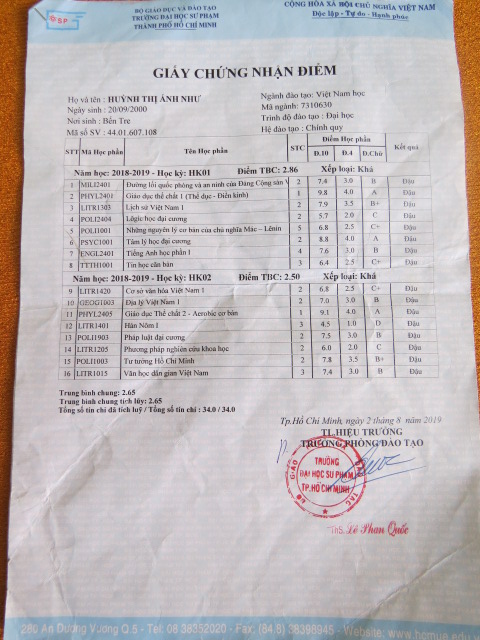 SP
BỘ GIÁO DỤC VÀ ĐÀO TẠO
TRƯỜNG ĐẠI HỌC SƯ PHẠM
THÀNH PHỐ HỒ CHÍ MINH
CỘNG HÒA XÃ HỘI CHỦ NGHĨA VIỆT NAM
Độc lập - Tự do - Hạnh phúc
GIẤY CHỨNG NHẬN ĐIỂM
Họ và tên : HUỲNH THỊ ÁNH NHƯ
Ngày sinh : 20/09/2000
Nơi sinh : Bến Tre
Mã số SV : 44.01.607.108
Ngành đào tạo: Việt Nam học
Mã ngành: 7310630
Trình độ đào tạo : Đại học
Hệ đào tạo : Chính quy
STT Mã Học phần Tên Học phần STC Điểm Học phần Kết quả
Đ.10 Đ.4 Đ.Chữ
Năm học: 2018-2019 - Học kỳ: HK01 Điểm TBC: 2.86 Xếp loại: Khá
1 MILI2401 Đường lối quốc phòng và an ninh của Đảng Cộng sản V 2 7.4 3.0 B Đậu
2 PHYL2401 Giáo dục thể chất 1 (Thể dục - Điền kinh) 1 9.8 4.0 A Đậu
3 LITR1303 Lịch sử Việt Nam 1 2 7.9 3.5 B+ Đậu
4 POLI2404 Lôgic học đại cương 2 5.7 2.0 C Đậu
5 POLI1001 Những nguyên lý cơ bản của chủ nghĩa Mác - Lênin 5 6.8 2.5 C+ Đậu
6 PSYC1001 Tâm lý học đại cương 2 8.8 4.0 A Đậu
7 ENGL2401 Tiếng Anh học phần 1 4 7.6 3.0 B Đậu
8 TTTH1001 Tin học căn bản 3 6.4 2.5 C+ Đậu
Năm học: 2018-2019 - Học kỳ: HK02 Điểm TBC: 2.50 Xếp loại: Khá
9 LITR1420 Cơ sở văn hóa Việt Nam 1 2 6.8 2.5 C+ Đậu
10 GEOG1003 Địa lý Việt Nam 1 2 7.0 3.0 B Đậu
11 PHYL2405 Giáo dục Thể chất 2 - Aerobic cơ bản 1 9.1 4.0 A Đậu
12 LITR1401 Hán Nôm 1 3 4.5 1.0 D Đậu
13 POLI1903 Pháp luật đại cương 2 7.5 3.0 B Đậu
14 LITR1205 Phương pháp nghiên cứu khoa học 2 6.0 2.0 C Đậu
15 POLI1003 Tư tưởng Hồ Chí Minh 2 7.8 3.5 B+ Đậu
16 LITR1015 Văn học dân gian Việt Nam 3 7.4 3.0 B Đậu
Trung bình chung: 2.65
Trung bình chung tích lũy: 2.65
Tổng số tín chỉ đã tích luỹ / Tổng số tín chỉ : 34.0 / 34.0
Tp.Hồ Chí Minh, ngày 2 tháng 8 năm 2019
TL.HIỆU TRƯỞNG
TRƯỞNG PHÒNG ĐÀO TẠO
TRƯỜNG
ĐẠI HỌC SƯ PHẠM
TP.HỒ CHÍ MINH
ThS. Lê Phan Quốc
280 An Dương Vương Q.5 - Tel: 08 38352020 - Fax: (84.8) 38398946 - Website: www.hcmup.edu.v